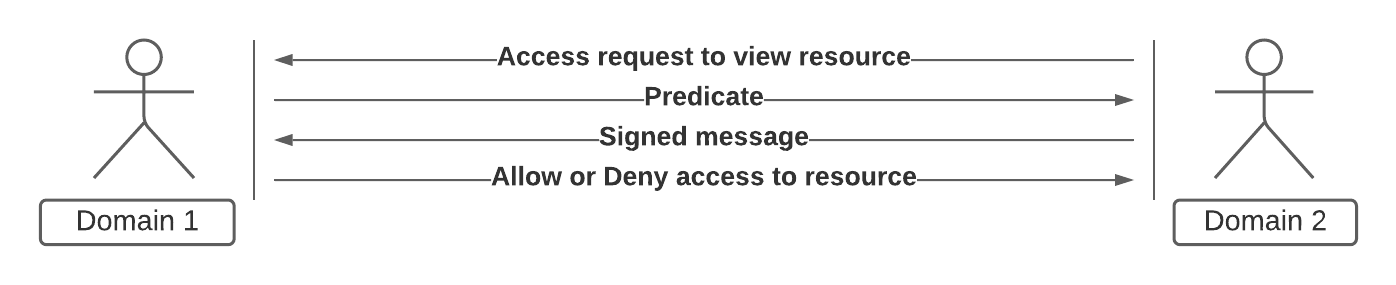 Access request to view resource
Predicate
Signed message
Allow or Deny access to resource
Domain 1
Domain 2